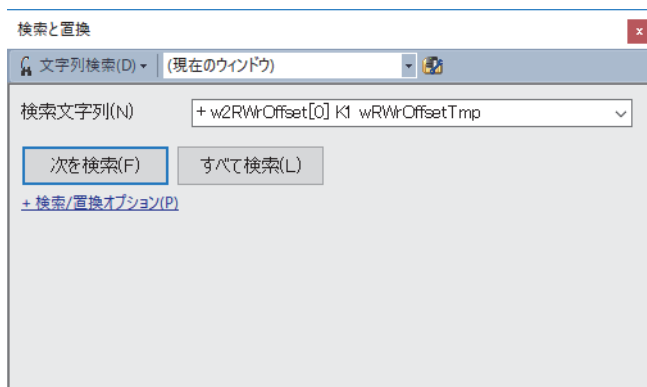 検索と置換
x
文字列検索(D) (現在のウィンドウ)
検索文字列(N) + w2RWrOffset[0] K1 wRWrOffsetTmp
次を検索(F) すべて検索(L)
+ 検索/置換オプション(P)